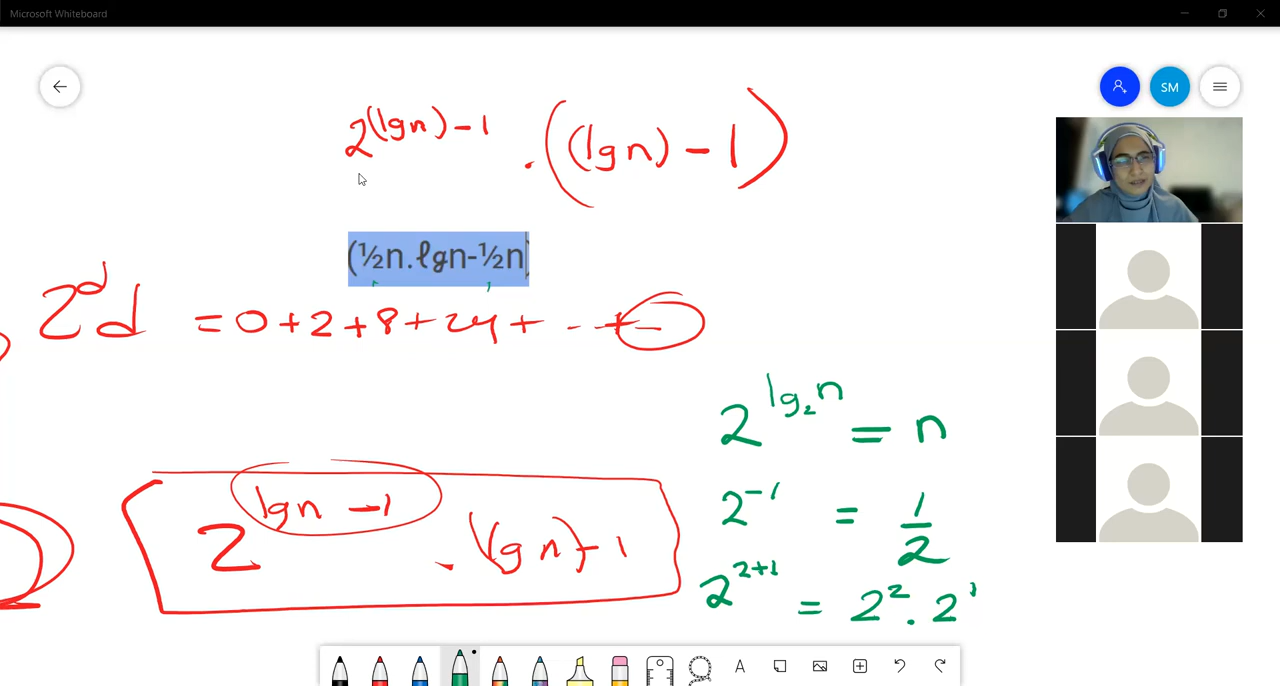 Microsoft Whiteboard
SM
2^(lgn)-1 . ((lgn) - 1)
(½n.lgn-½n)
2^d d = 0 + 2 + 8 + 24 + - - + -
2^lg₂n = n
2^lgn -1 . (lgn) - 1
2^-1 = 1/2
2^2+1 = 2^2 . 2^1
A